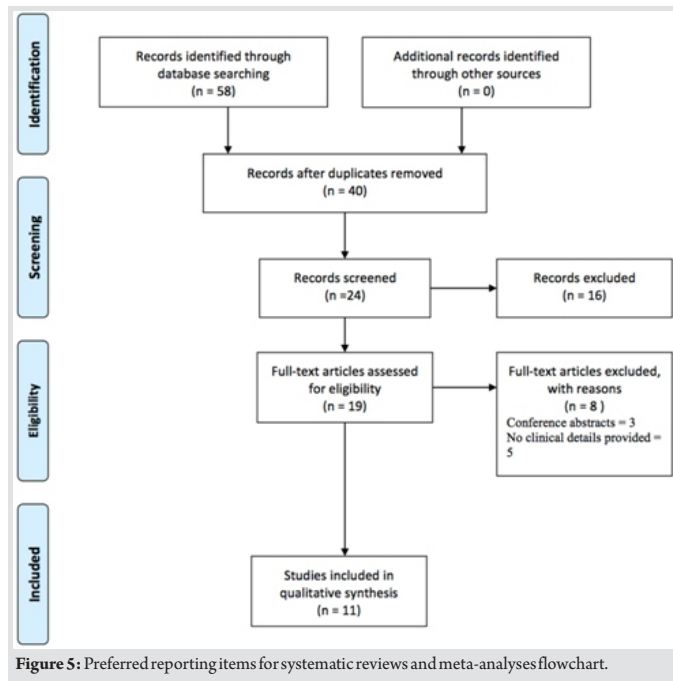 Identification
Records identified through
database searching
(n = 58)
Additional records identified
through other sources
(n = 0)
Records after duplicates removed
(n = 40)
Screening
Records screened
(n =24)
Records excluded
(n = 16)
Eligibility
Full-text articles assessed
for eligibility
(n = 19)
Full-text articles excluded,
with reasons
(n = 8 )
Conference abstracts = 3
No clinical details provided =
5
Included
Studies included in
qualitative synthesis
(n = 11)
Figure 5: Preferred reporting items for systematic reviews and meta-analyses flowchart.